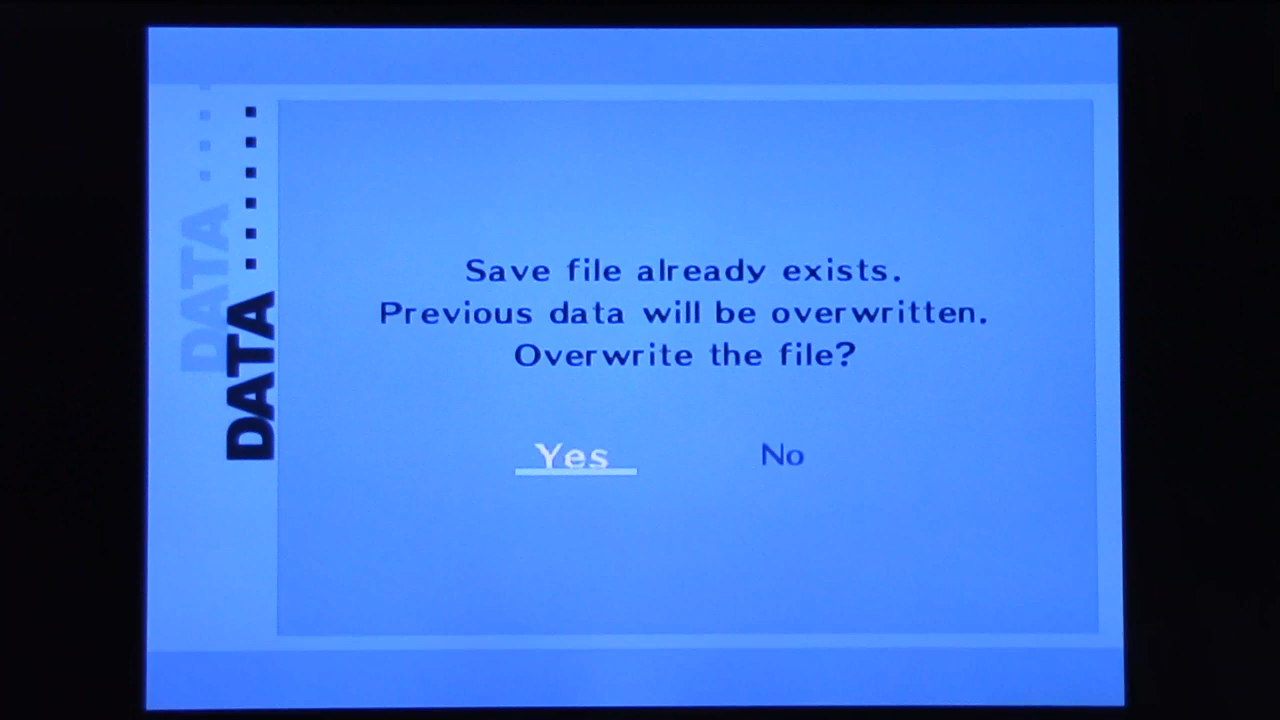 DATA
DATA
Save file already exists.
Previous data will be overwritten.
Overwrite the file?
Yes No